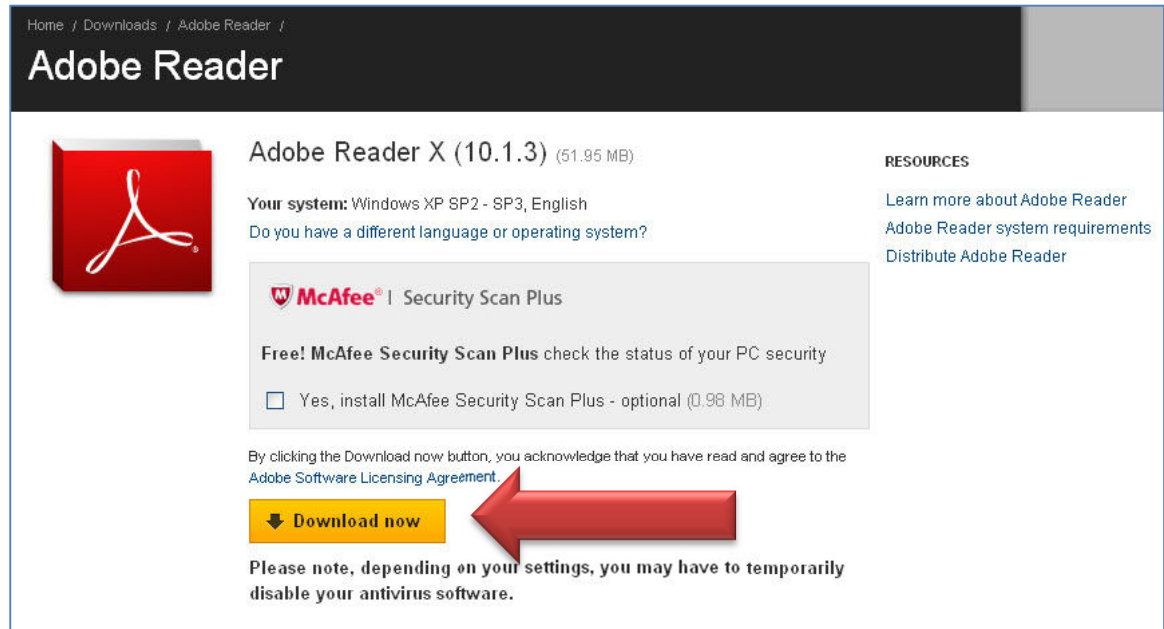 Home / Downloads / Adobe Reader /
Adobe Reader
Adobe Reader X (10.1.3) (51.95 MB)
Your system: Windows XP SP2 - SP3, English
Do you have a different language or operating system?
McAfee® | Security Scan Plus
Free! McAfee Security Scan Plus check the status of your PC security
Yes, install McAfee Security Scan Plus - optional (0.98 MB)
By clicking the Download now button, you acknowledge that you have read and agree to the
Adobe Software Licensing Agreement.
Download now
Please note, depending on your settings, you may have to temporarily
disable your antivirus software.
RESOURCES
Learn more about Adobe Reader
Adobe Reader system requirements
Distribute Adobe Reader